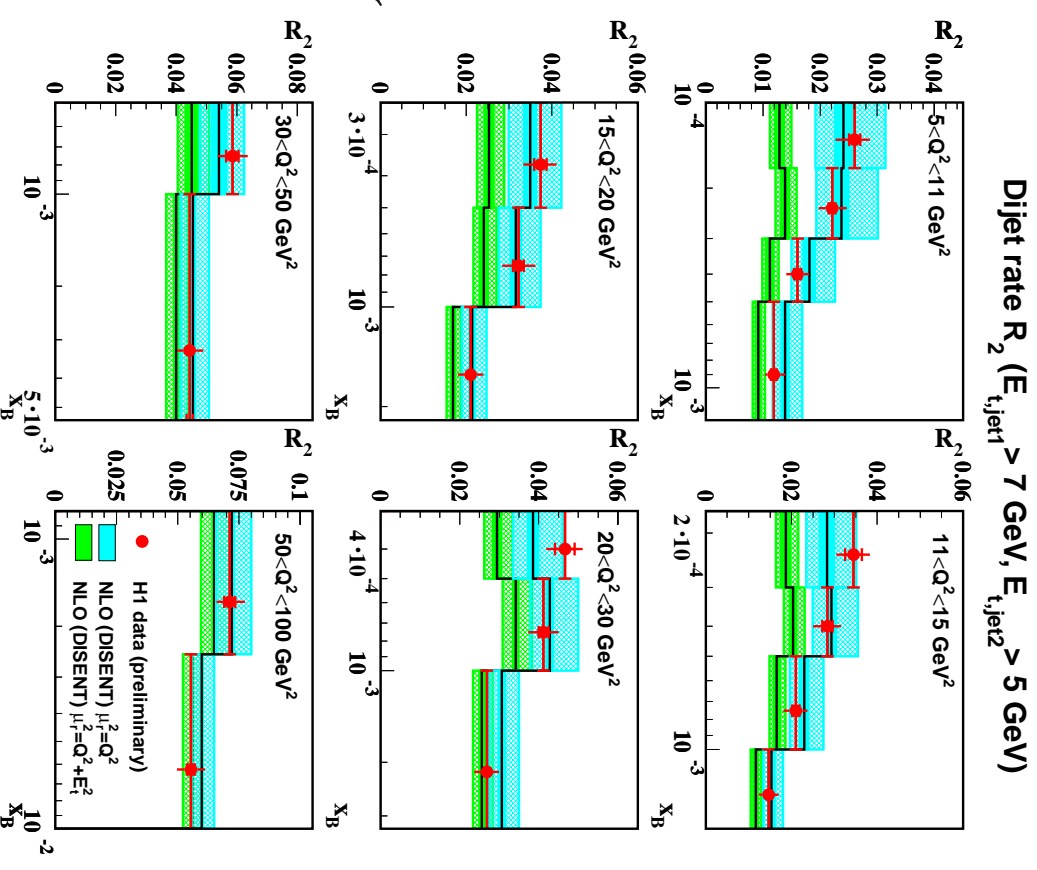 Dijet rate R2 (Et,jet1 > 7 GeV, Et,jet2 > 5 GeV)
R2
0.04
0.03
0.02
0.01
0
5<Q²<11 GeV²
10⁻⁴
10⁻³
xB
R2
0.06
0.04
0.02
0
11<Q²<15 GeV²
2•10⁻⁴
10⁻³
xB
R2
0.06
0.04
0.02
0
15<Q²<20 GeV²
3•10⁻⁴
10⁻³
xB
R2
0.06
0.04
0.02
0
20<Q²<30 GeV²
4•10⁻⁴
10⁻³
xB
R2
0.08
0.06
0.04
0.02
0
30<Q²<50 GeV²
10⁻³
5•10⁻³
xB
R2
0.1
0.075
0.05
0.025
0
50<Q²<100 GeV²
H1 data (preliminary)
NLO (DISENT) μr²=Q²
NLO (DISENT) μr²=Q²+Et²
10⁻³
10⁻²
xB